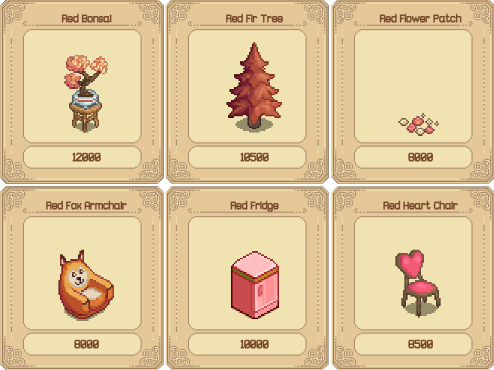 Red Bonsai
Red Fir Tree
Red Flower Patch
12000
10500
8000
Red Fox Armchair
Red Fridge
Red Heart Chair
8000
10000
8500